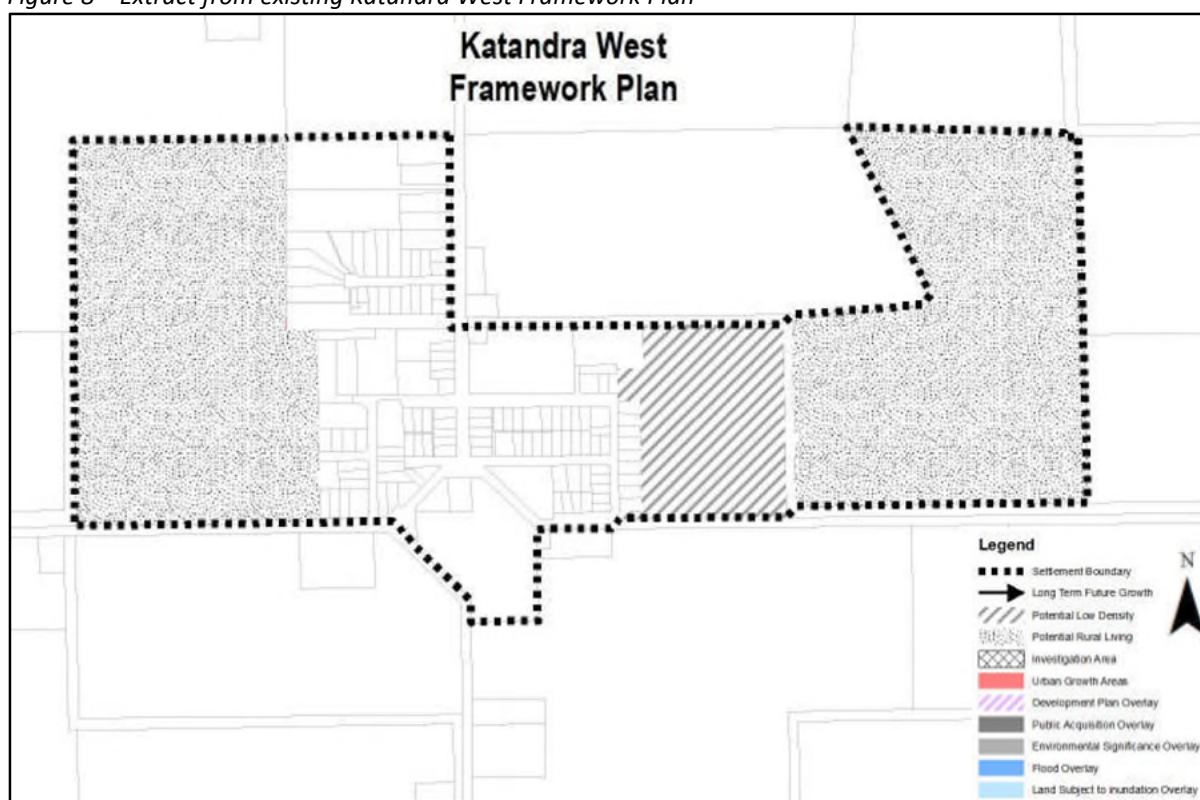 Figure 8 – Extract from existing Katandra West Framework Plan
Katandra West
Framework Plan
Legend
Settlement Boundary
Long Term Future Growth
Potential Low Density
Potential Rural Living
Investigation Area
Urban Growth Areas
Development Plan Overlay
Public Acquisition Overlay
Environmental Significance Overlay
Flood Overlay
Land Subject to Inundation Overlay
N